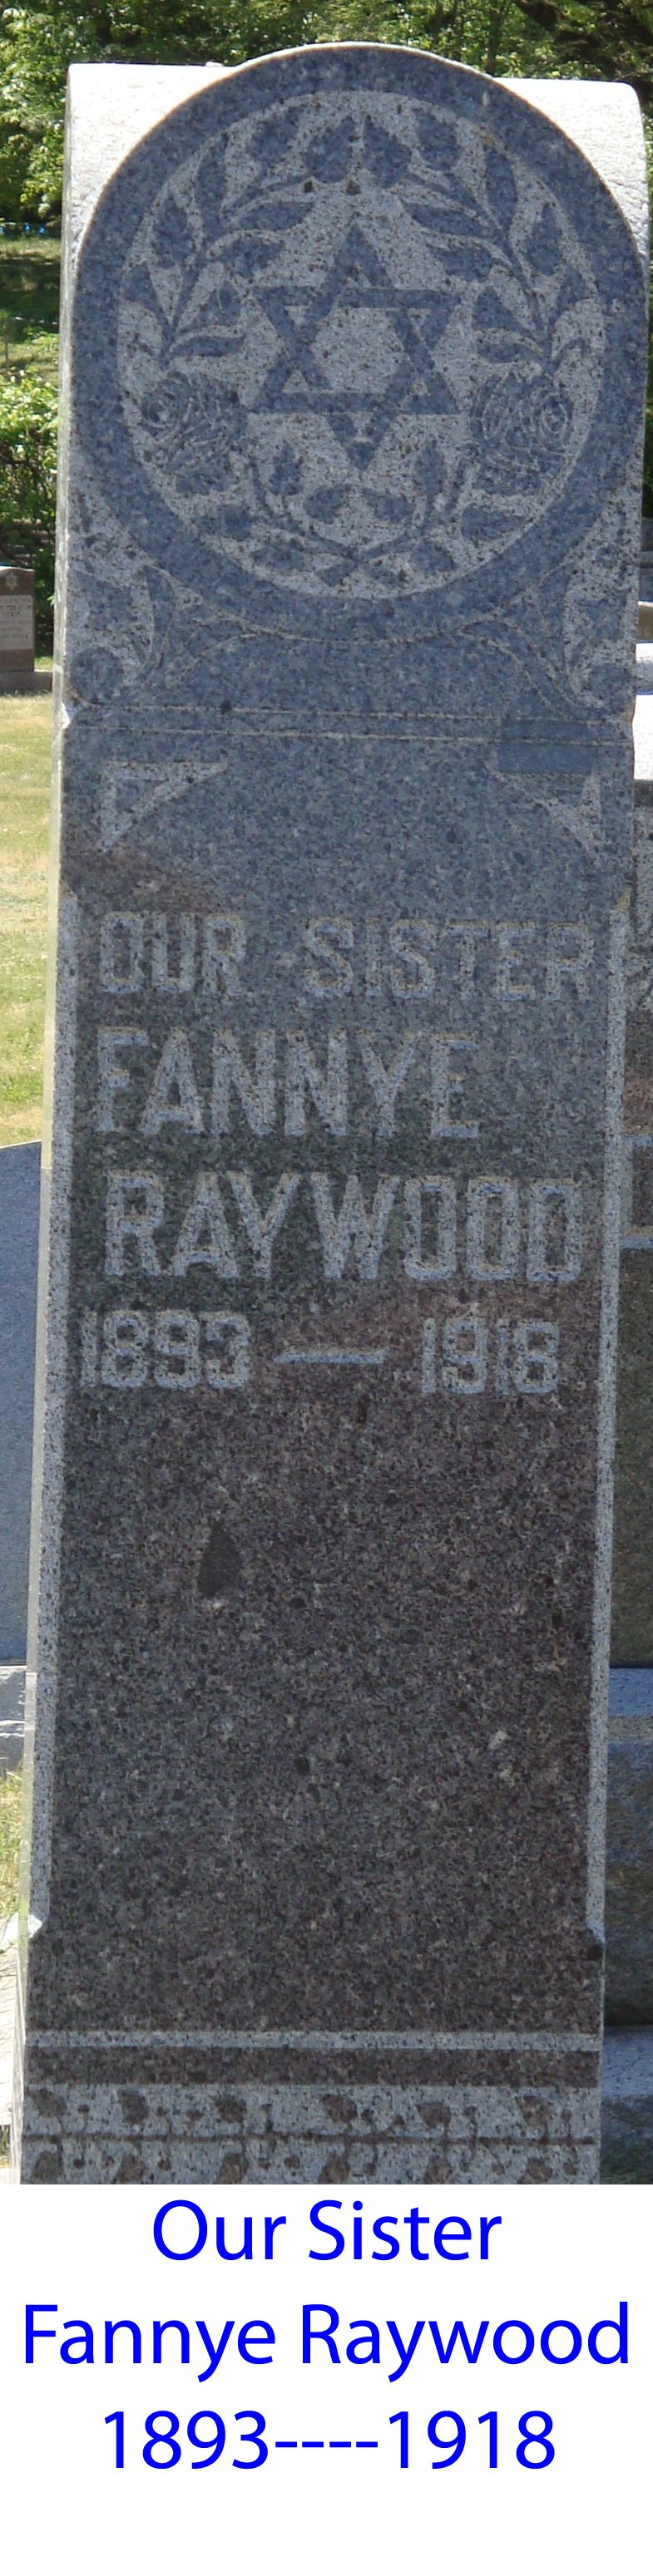 OUR SISTER
FANNYE
RAYWOOD
1893 — 1918
Our Sister
Fannye Raywood
1893----1918